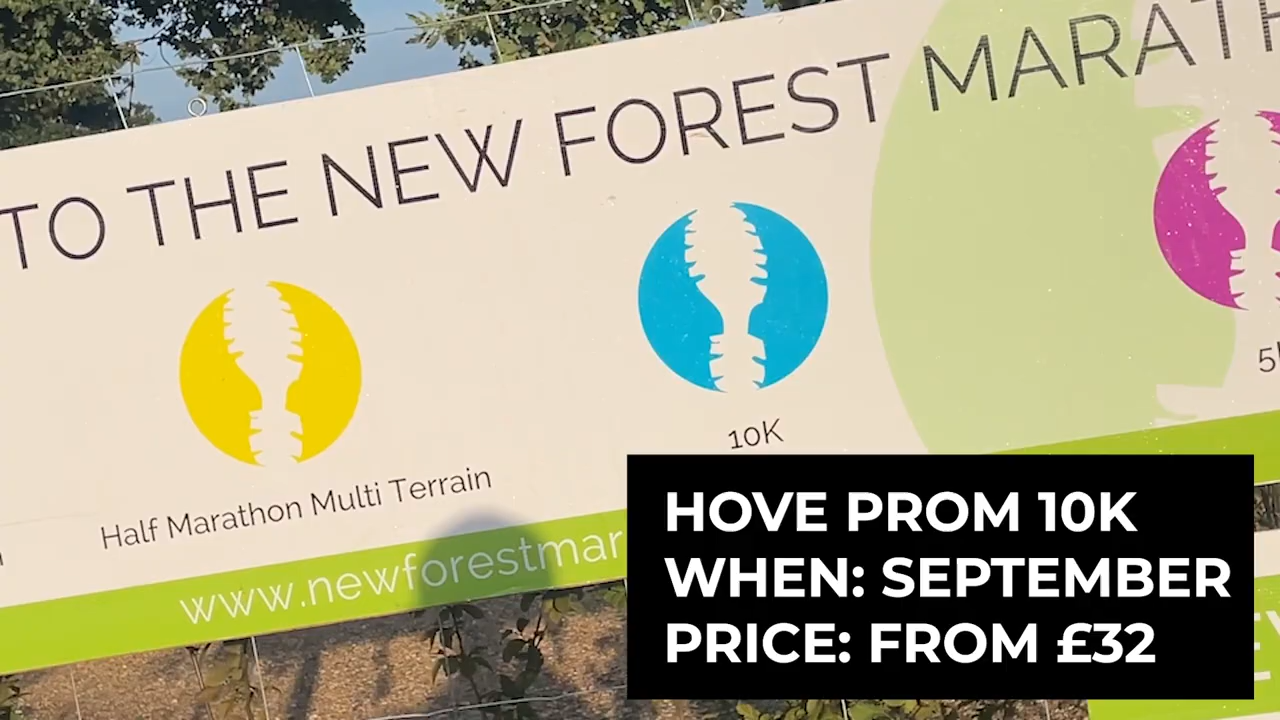 TO THE NEW FOREST MARATH
Half Marathon Multi Terrain
10K
5
www.newforestmar
HOVE PROM 10K
WHEN: SEPTEMBER
PRICE: FROM £32